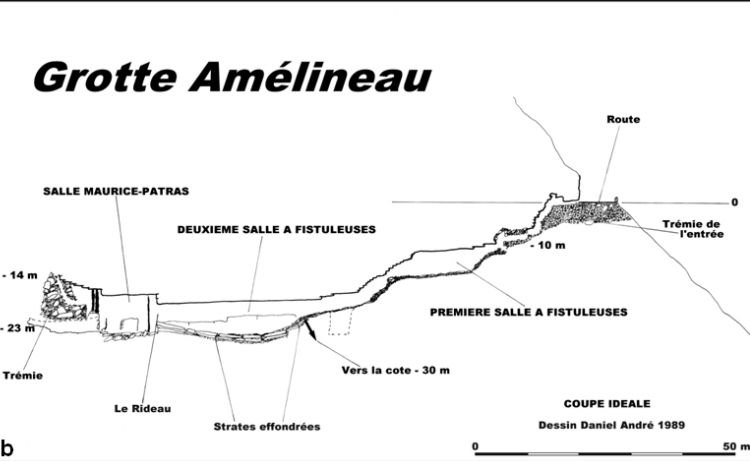 Grotte Amélineau
Route
SALLE MAURICE-PATRAS
0
DEUXIEME SALLE A FISTULEUSES
Trémie de
l'entrée
- 10 m
- 14 m
PREMIERE SALLE A FISTULEUSES
- 23 m
Trémie
Vers la cote - 30 m
Le Rideau
COUPE IDEALE
Strates effondrées
Dessin Daniel André 1989
b
0
50 m